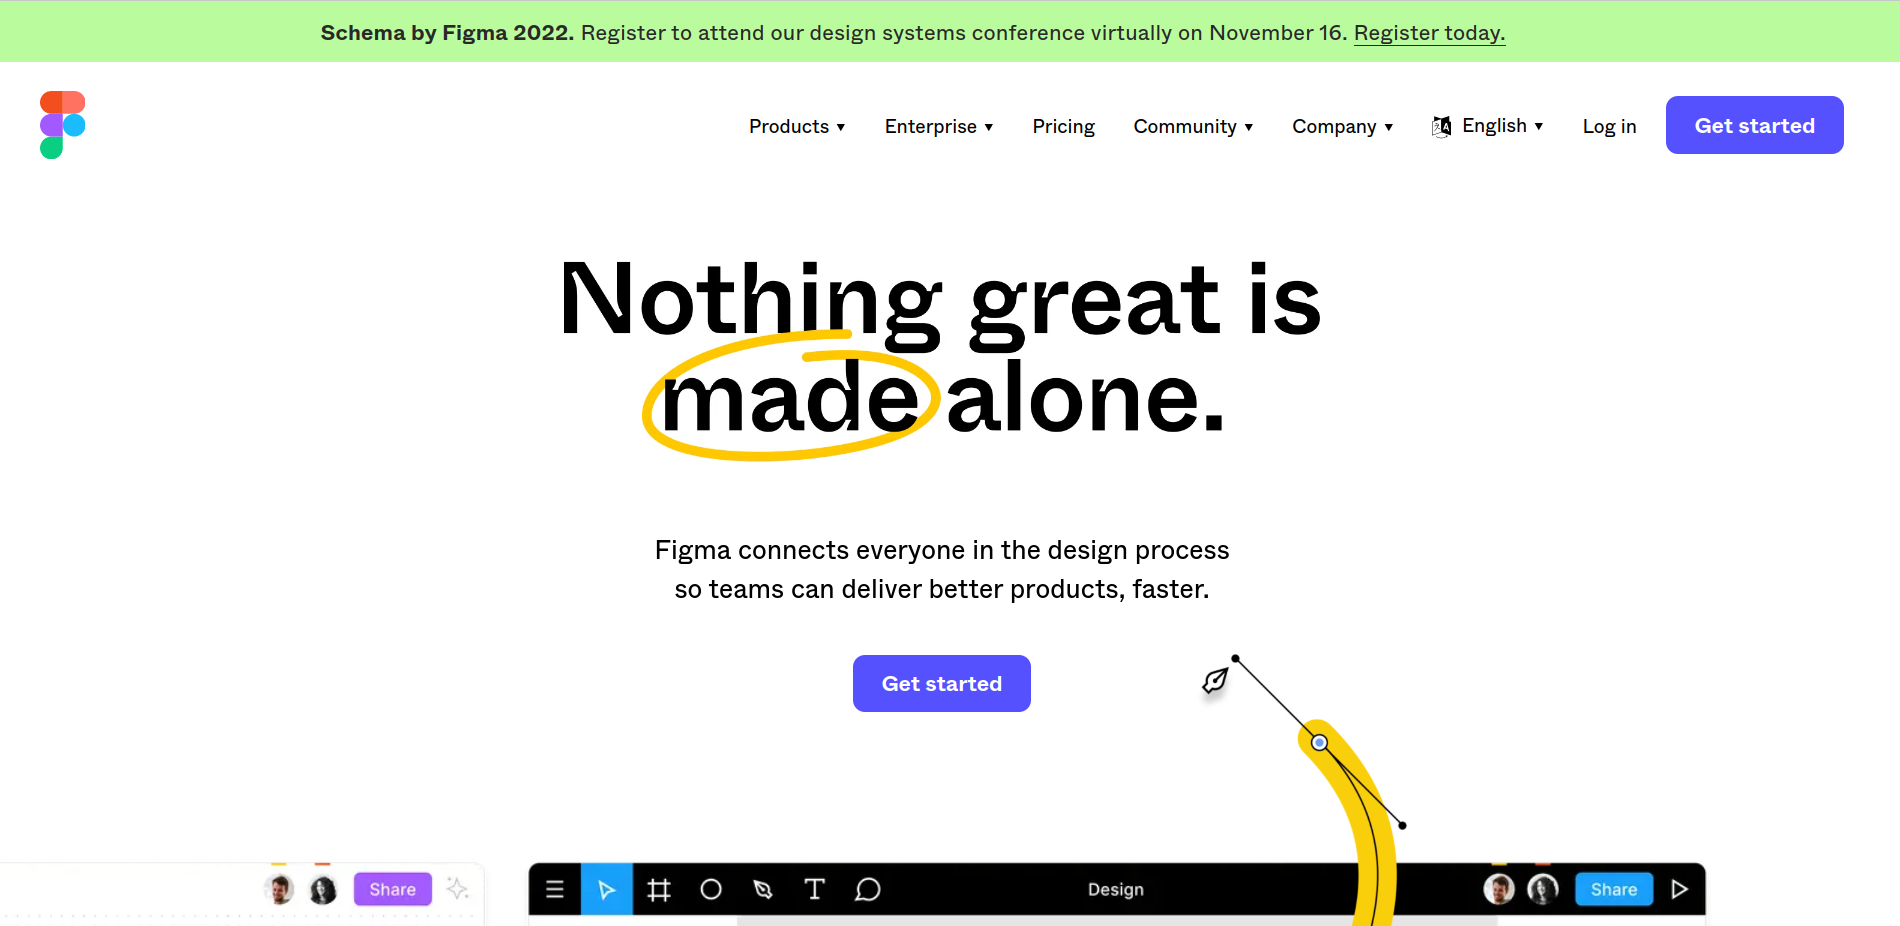 Schema by Figma 2022. Register to attend our design systems conference virtually on November 16. Register today.
Products ▼ Enterprise ▼ Pricing Community ▼ Company ▼ English ▼ Log in Get started
Nothing great is
made alone.
Figma connects everyone in the design process
so teams can deliver better products, faster.
Get started
Share
Design
Share